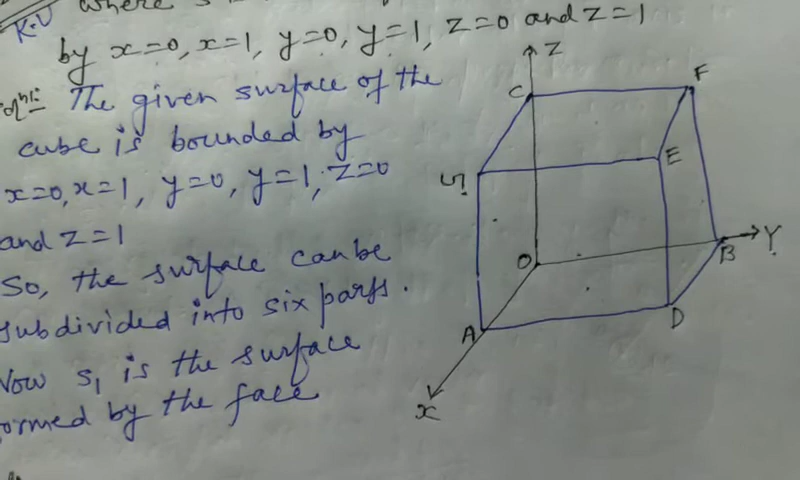 where
K.U
by x=0, x=1, y=0, y=1, z=0 and z=1
The given surface of the
cube is bounded by
x=0, x=1, y=0, y=1, z=0
and z=1
So, the surface can be
subdivided into six parts.
Now S1 is the surface
formed by the face
Z
C
F
G
E
O
B
Y
A
D
X